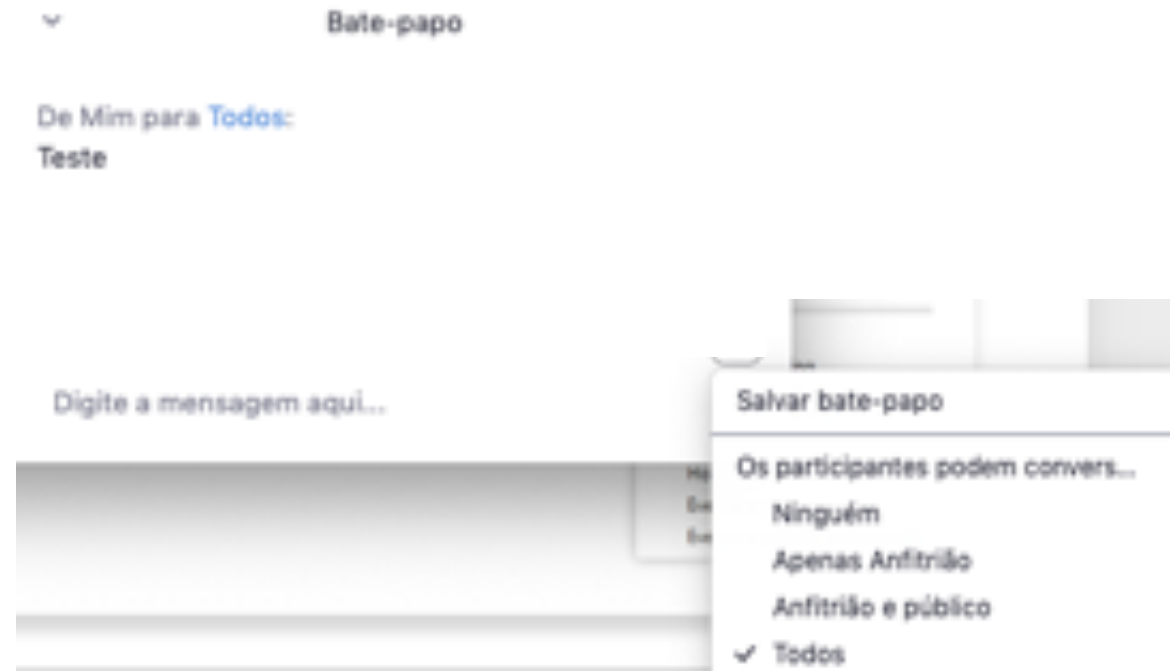 Bate-papo
De Mim para Todos:
Teste
Digite a mensagem aqui...
Salvar bate-papo
Os participantes podem convers...
Ninguém
Apenas Anfitrião
Anfitrião e público
Todos